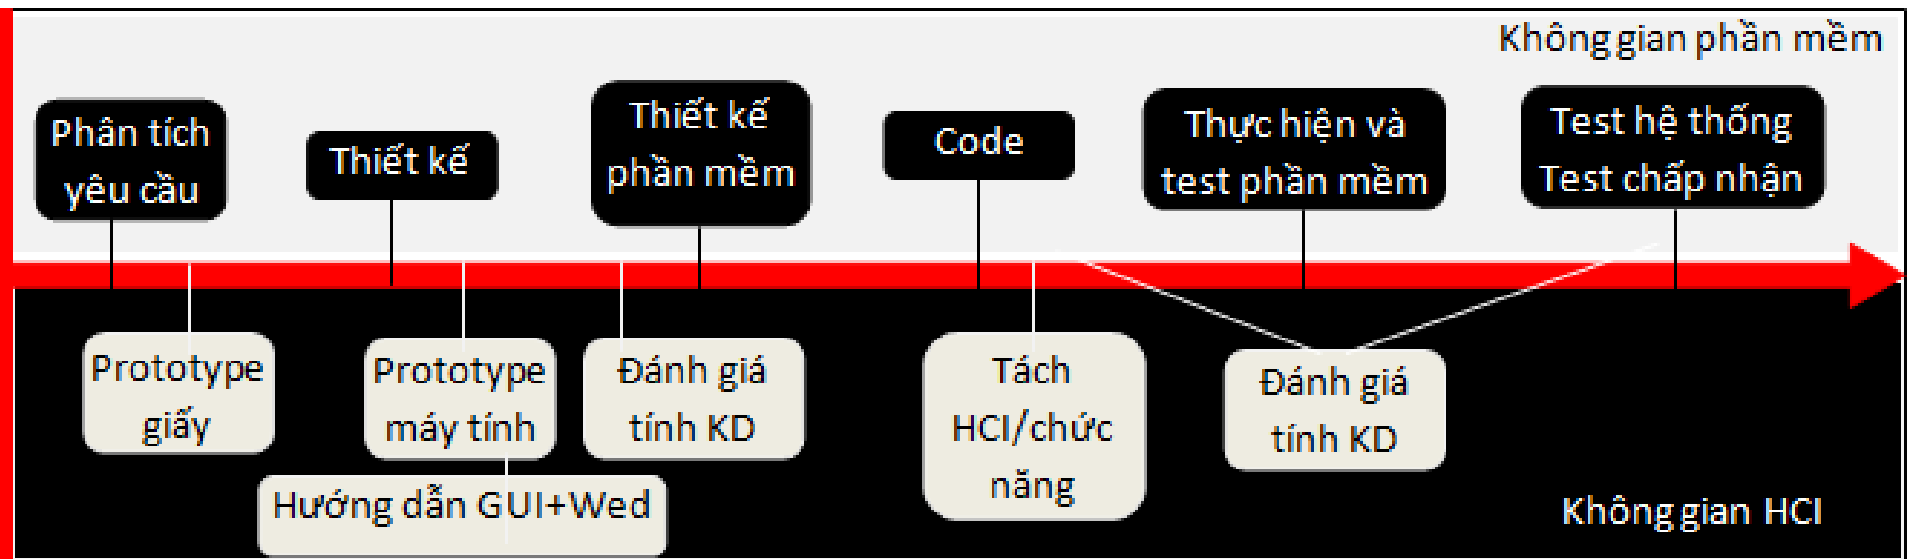 Không gian phần mềm
Phân tích
yêu cầu
Thiết kế
Thiết kế
phần mềm
Code
Thực hiện và
test phần mềm
Test hệ thống
Test chấp nhận
Prototype
giấy
Prototype
máy tính
Hướng dẫn GUI+Wed
Đánh giá
tính KD
Tách
HCI/chức
năng
Đánh giá
tính KD
Không gian HCI